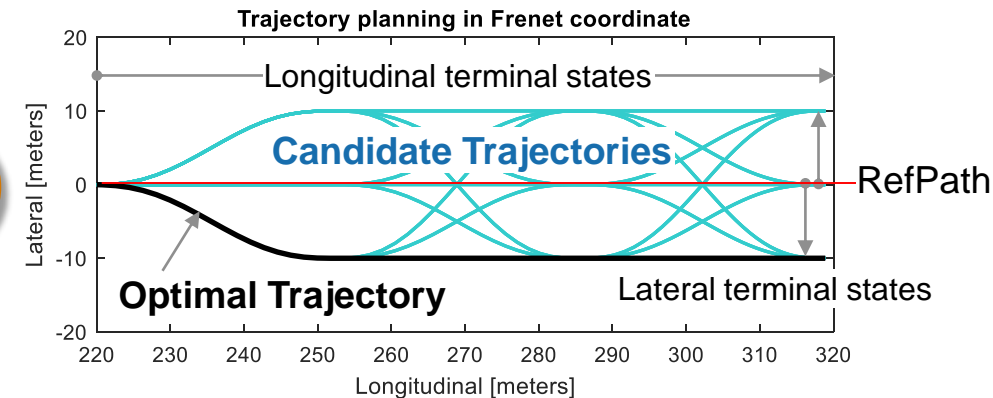 Trajectory planning in Frenet coordinate
20
Longitudinal terminal states
10
Candidate Trajectories
0
RefPath
Lateral [meters]
-10
Optimal Trajectory
Lateral terminal states
-20
220 230 240 250 260 270 280 290 300 310 320
Longitudinal [meters]